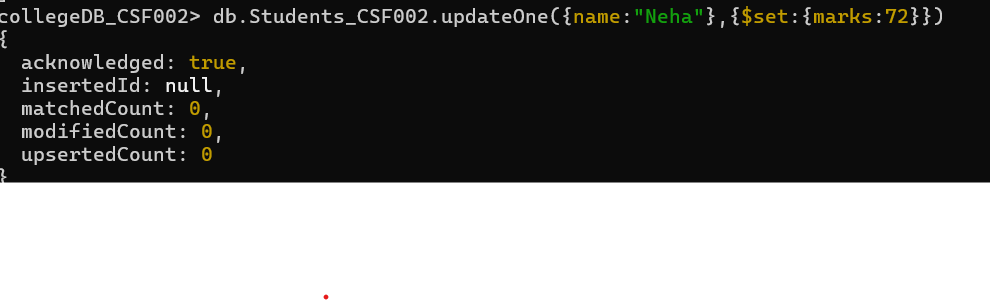 collegeDB_CSF002> db.Students_CSF002.updateOne({name:"Neha"},{$set:{marks:72}})
{
  acknowledged: true,
  insertedId: null,
  matchedCount: 0,
  modifiedCount: 0,
  upsertedCount: 0
}